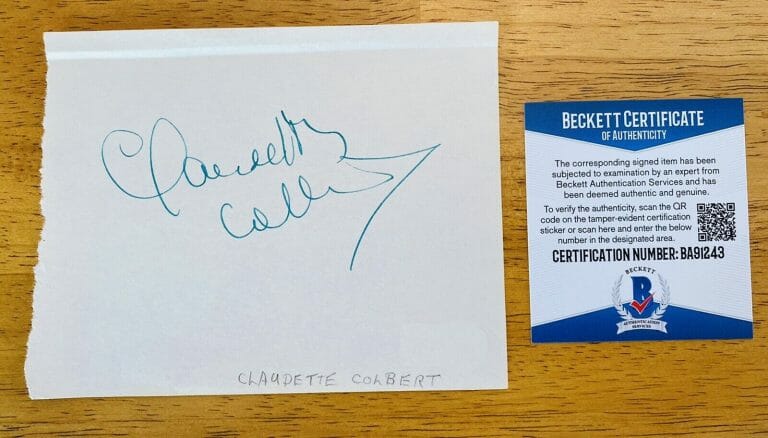 Claudette
Colbert
CLAUDETTE COLBERT
BECKETT CERTIFICATE
OF AUTHENTICITY
The corresponding signed item has been
subjected to examination by an expert from
Beckett Authentication Services and has
been deemed authentic and genuine.
To verify the authenticity, scan the QR
code on the tamper-evident certification
sticker or scan here and enter the below
number in the designated area.
CERTIFICATION NUMBER: BA91243
BECKETT
B
AUTHENTICATION
SERVICES